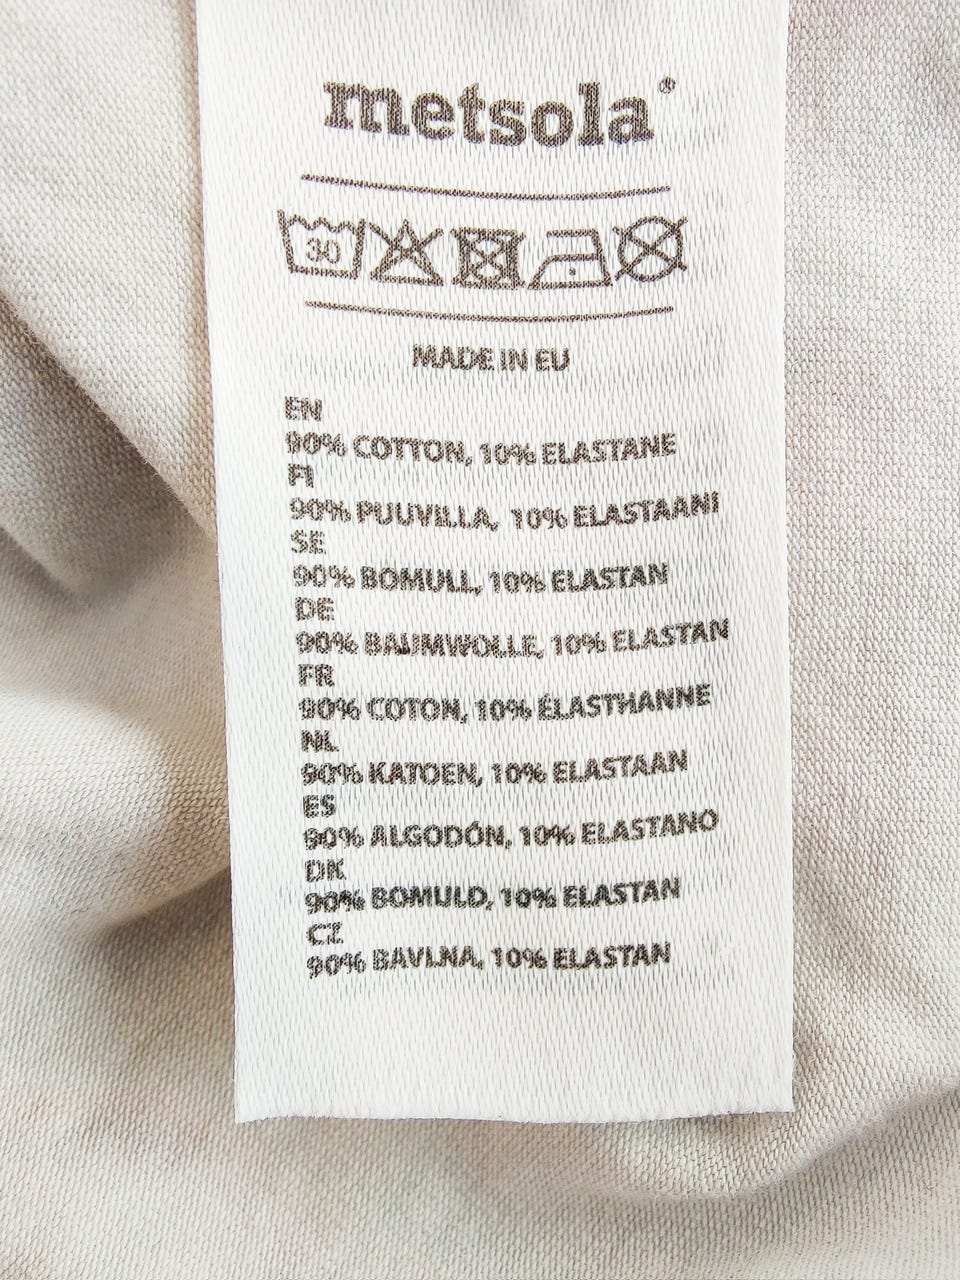 metsola®
30
MADE IN EU
EN
90% COTTON, 10% ELASTANE
FI
90% PUUVILLA, 10% ELASTAANI
SE
90% BOMULL, 10% ELASTAN
DE
90% BAUMWOLLE, 10% ELASTAN
FR
90% COTON, 10% ÉLASTHANNE
NL
90% KATOEN, 10% ELASTAAN
ES
90% ALGODÓN, 10% ELASTANO
DK
90% BOMULD, 10% ELASTAN
CZ
90% BAVLNA, 10% ELASTAN